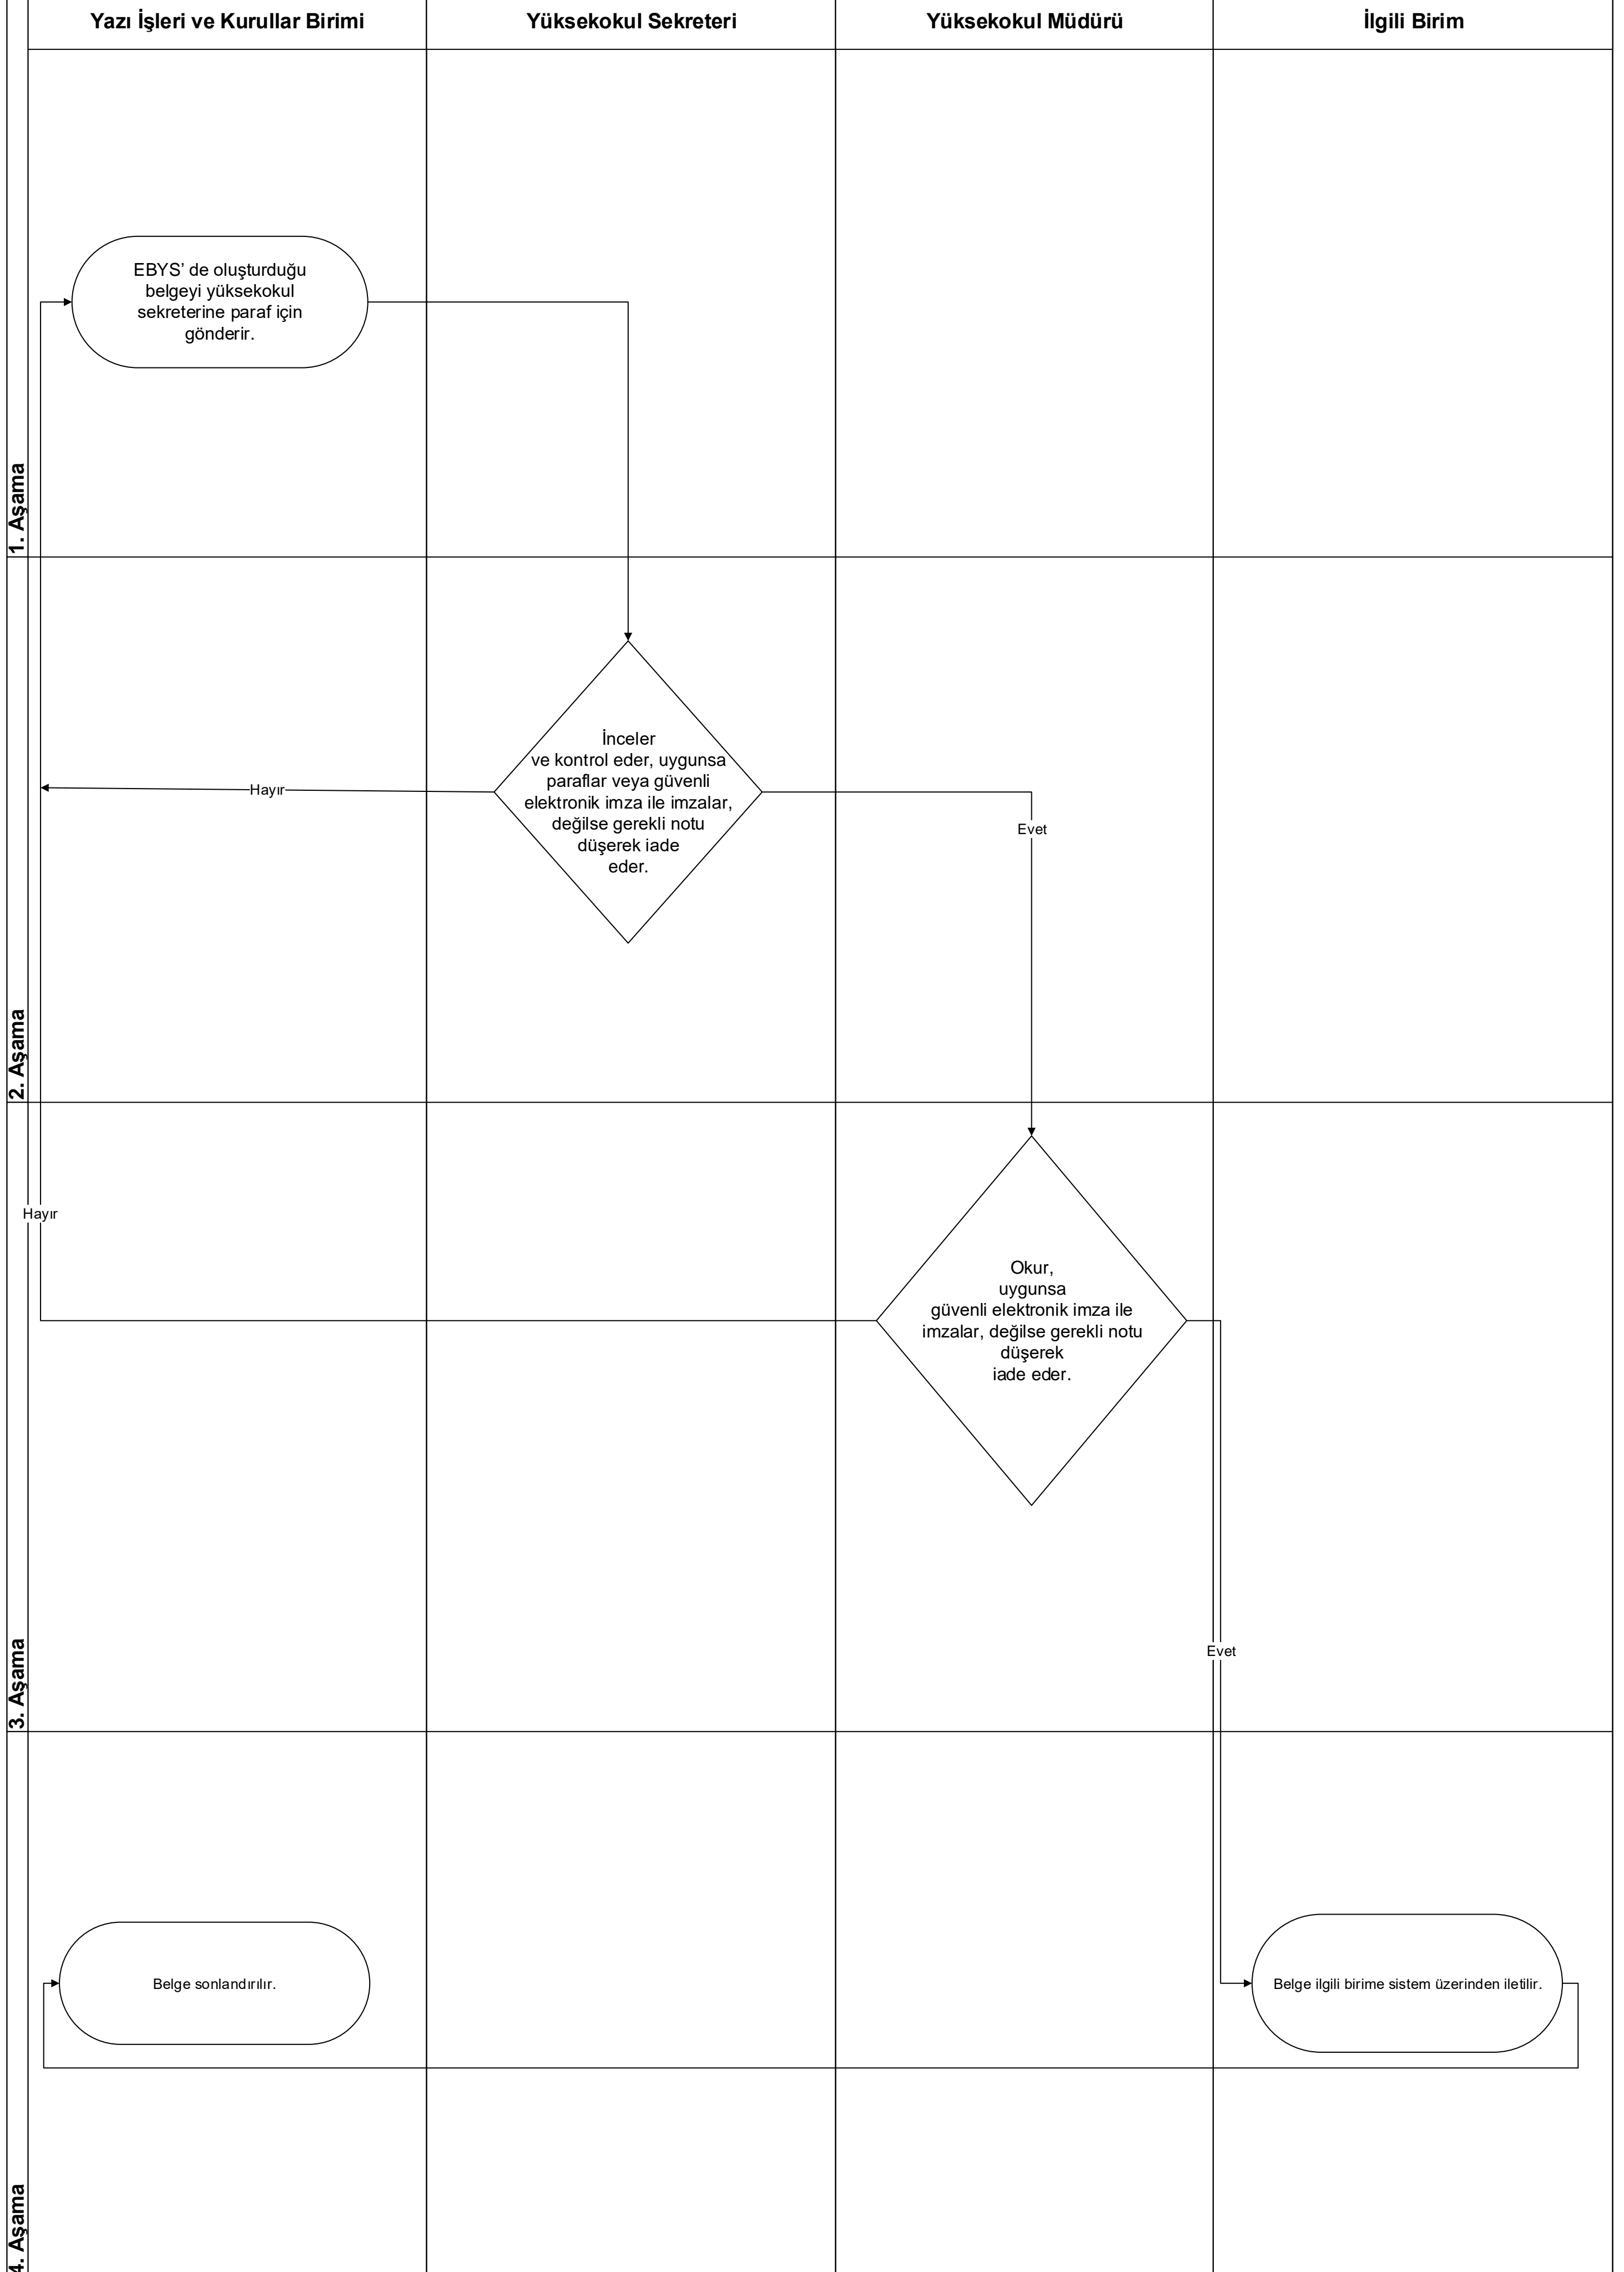 Yazı İşleri ve Kurullar Birimi
Yüksekokul Sekreteri
Yüksekokul Müdürü
İlgili Birim
1. Aşama
EBYS’ de oluşturduğu
belgeyi yüksekokul
sekreterine paraf için
gönderir.
2. Aşama
İnceler
ve kontrol eder, uygunsa
paraflar veya güvenli
elektronik imza ile imzalar,
değilse gerekli notu
düşerek iade
eder.
Hayır
Evet
3. Aşama
Hayır
Okur,
uygunsa
güvenli elektronik imza ile
imzalar, değilse gerekli notu
düşerek
iade eder.
Evet
4. Aşama
Belge sonlandırılır.
Belge ilgili birime sistem üzerinden iletilir.